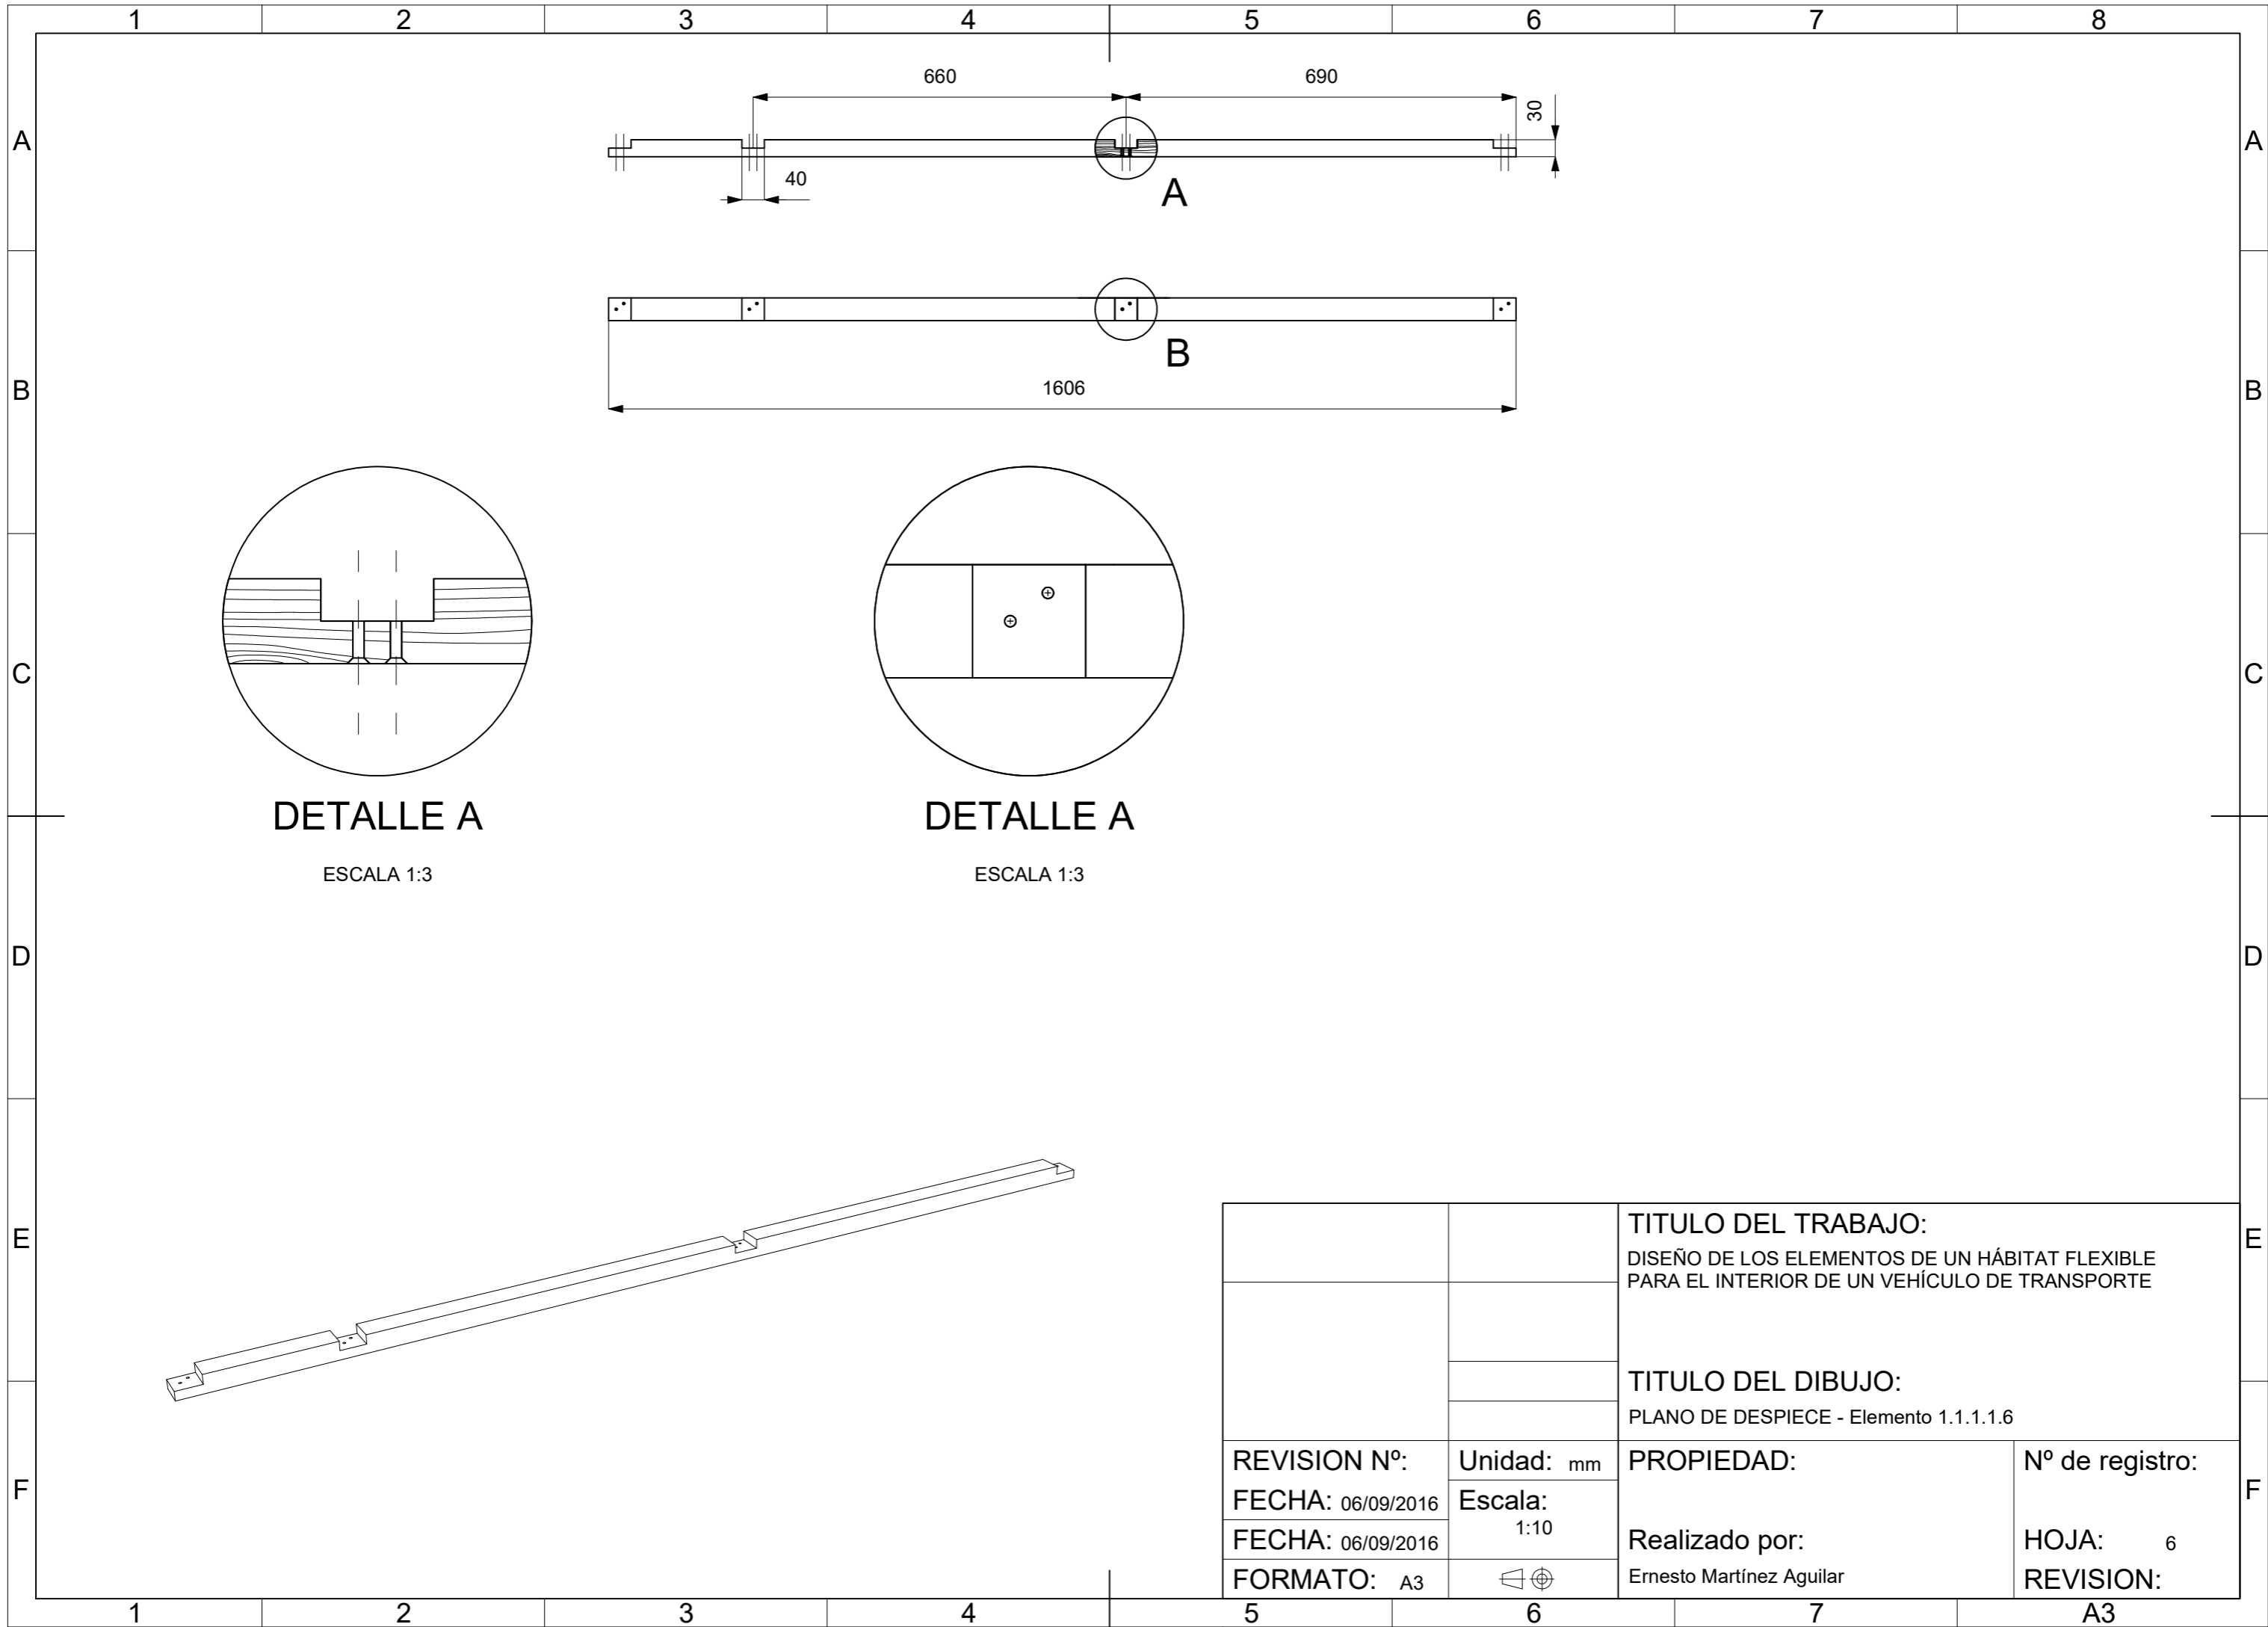 1 2 3 4 5 6 7 8
660 690
30
A A
40
A
B
1606
B B
C C
DETALLE A DETALLE A
ESCALA 1:3 ESCALA 1:3
D D
E E
TITULO DEL TRABAJO:
DISEÑO DE LOS ELEMENTOS DE UN HÁBITAT FLEXIBLE
PARA EL INTERIOR DE UN VEHÍCULO DE TRANSPORTE
TITULO DEL DIBUJO:
PLANO DE DESPIECE - Elemento 1.1.1.1.6
REVISION Nº: Unidad: mm PROPIEDAD: Nº de registro:
F F
FECHA: 06/09/2016 Escala:
1:10
FECHA: 06/09/2016 Realizado por: HOJA: 6
FORMATO: A3 Ernesto Martínez Aguilar REVISION:
1 2 3 4 5 6 7 A3